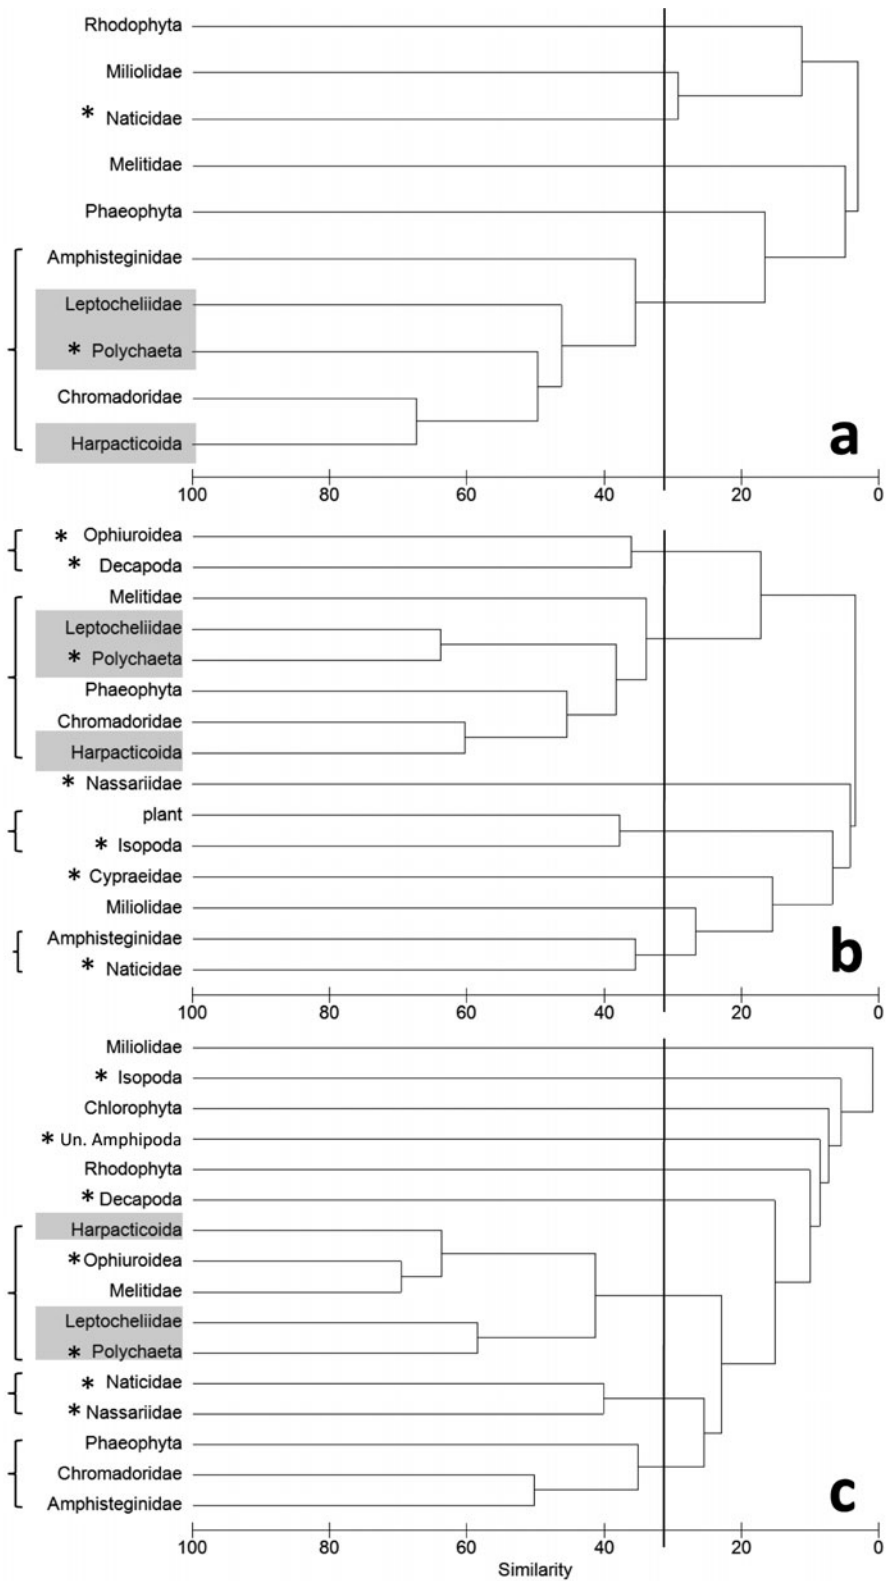 Rhodophyta
Miliolidae
* Naticidae
Melitidae
Phaeophyta
Amphisteginidae
Leptocheliidae
* Polychaeta
Chromadoridae
Harpacticoida
a
100 80 60 40 20 0
* Ophiuroidea
* Decapoda
Melitidae
Leptocheliidae
* Polychaeta
Phaeophyta
Chromadoridae
Harpacticoida
* Nassariidae
plant
* Isopoda
* Cypraeidae
Miliolidae
Amphisteginidae
* Naticidae
b
100 80 60 40 20 0
Miliolidae
* Isopoda
Chlorophyta
* Un. Amphipoda
Rhodophyta
* Decapoda
Harpacticoida
* Ophiuroidea
Melitidae
Leptocheliidae
* Polychaeta
* Naticidae
* Nassariidae
Phaeophyta
Chromadoridae
Amphisteginidae
c
100 80 60 40 20 0
Similarity